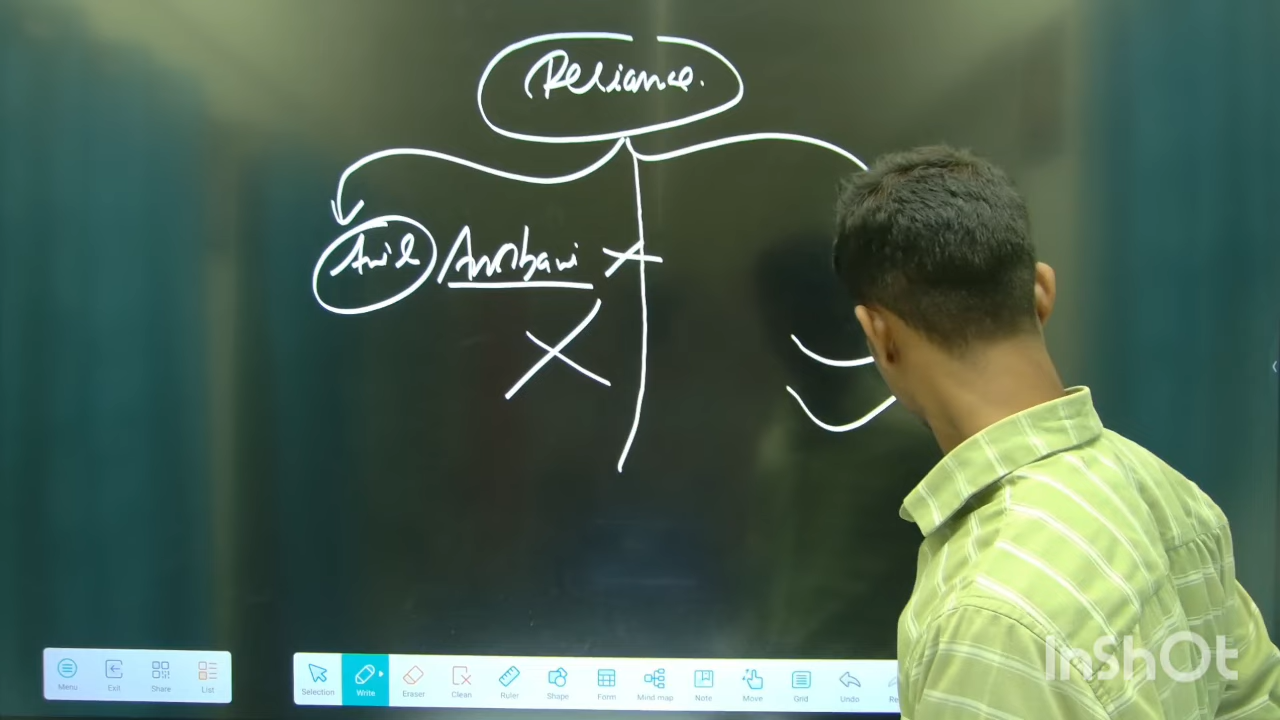 Reliance.
Anil Ambani
Menu
Exit
Share
List
Selection
Write
Eraser
Clean
Ruler
Shape
Form
Mind map
Note
Move
Grid
Undo
InShOt